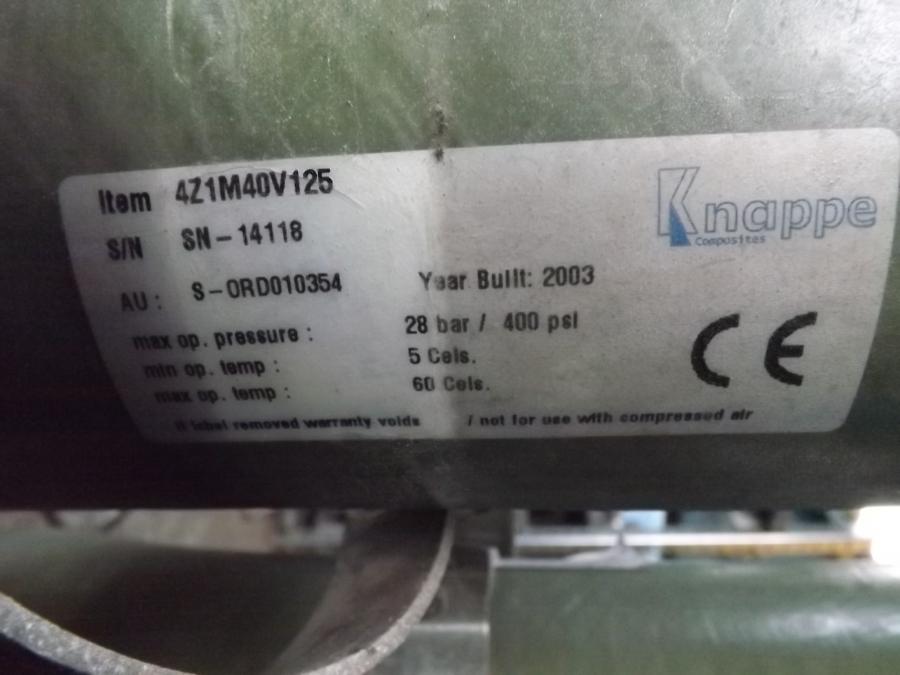 Item 4Z1M40V125
Knappe
Composites
S/N SN-14118
AU: S-ORD010354
Year Built: 2003
max op. pressure: 28 bar / 400 psi
min op. temp: 5 Cels.
max op. temp: 60 Cels.
CE
if label removed warranty voids / not for use with compressed air